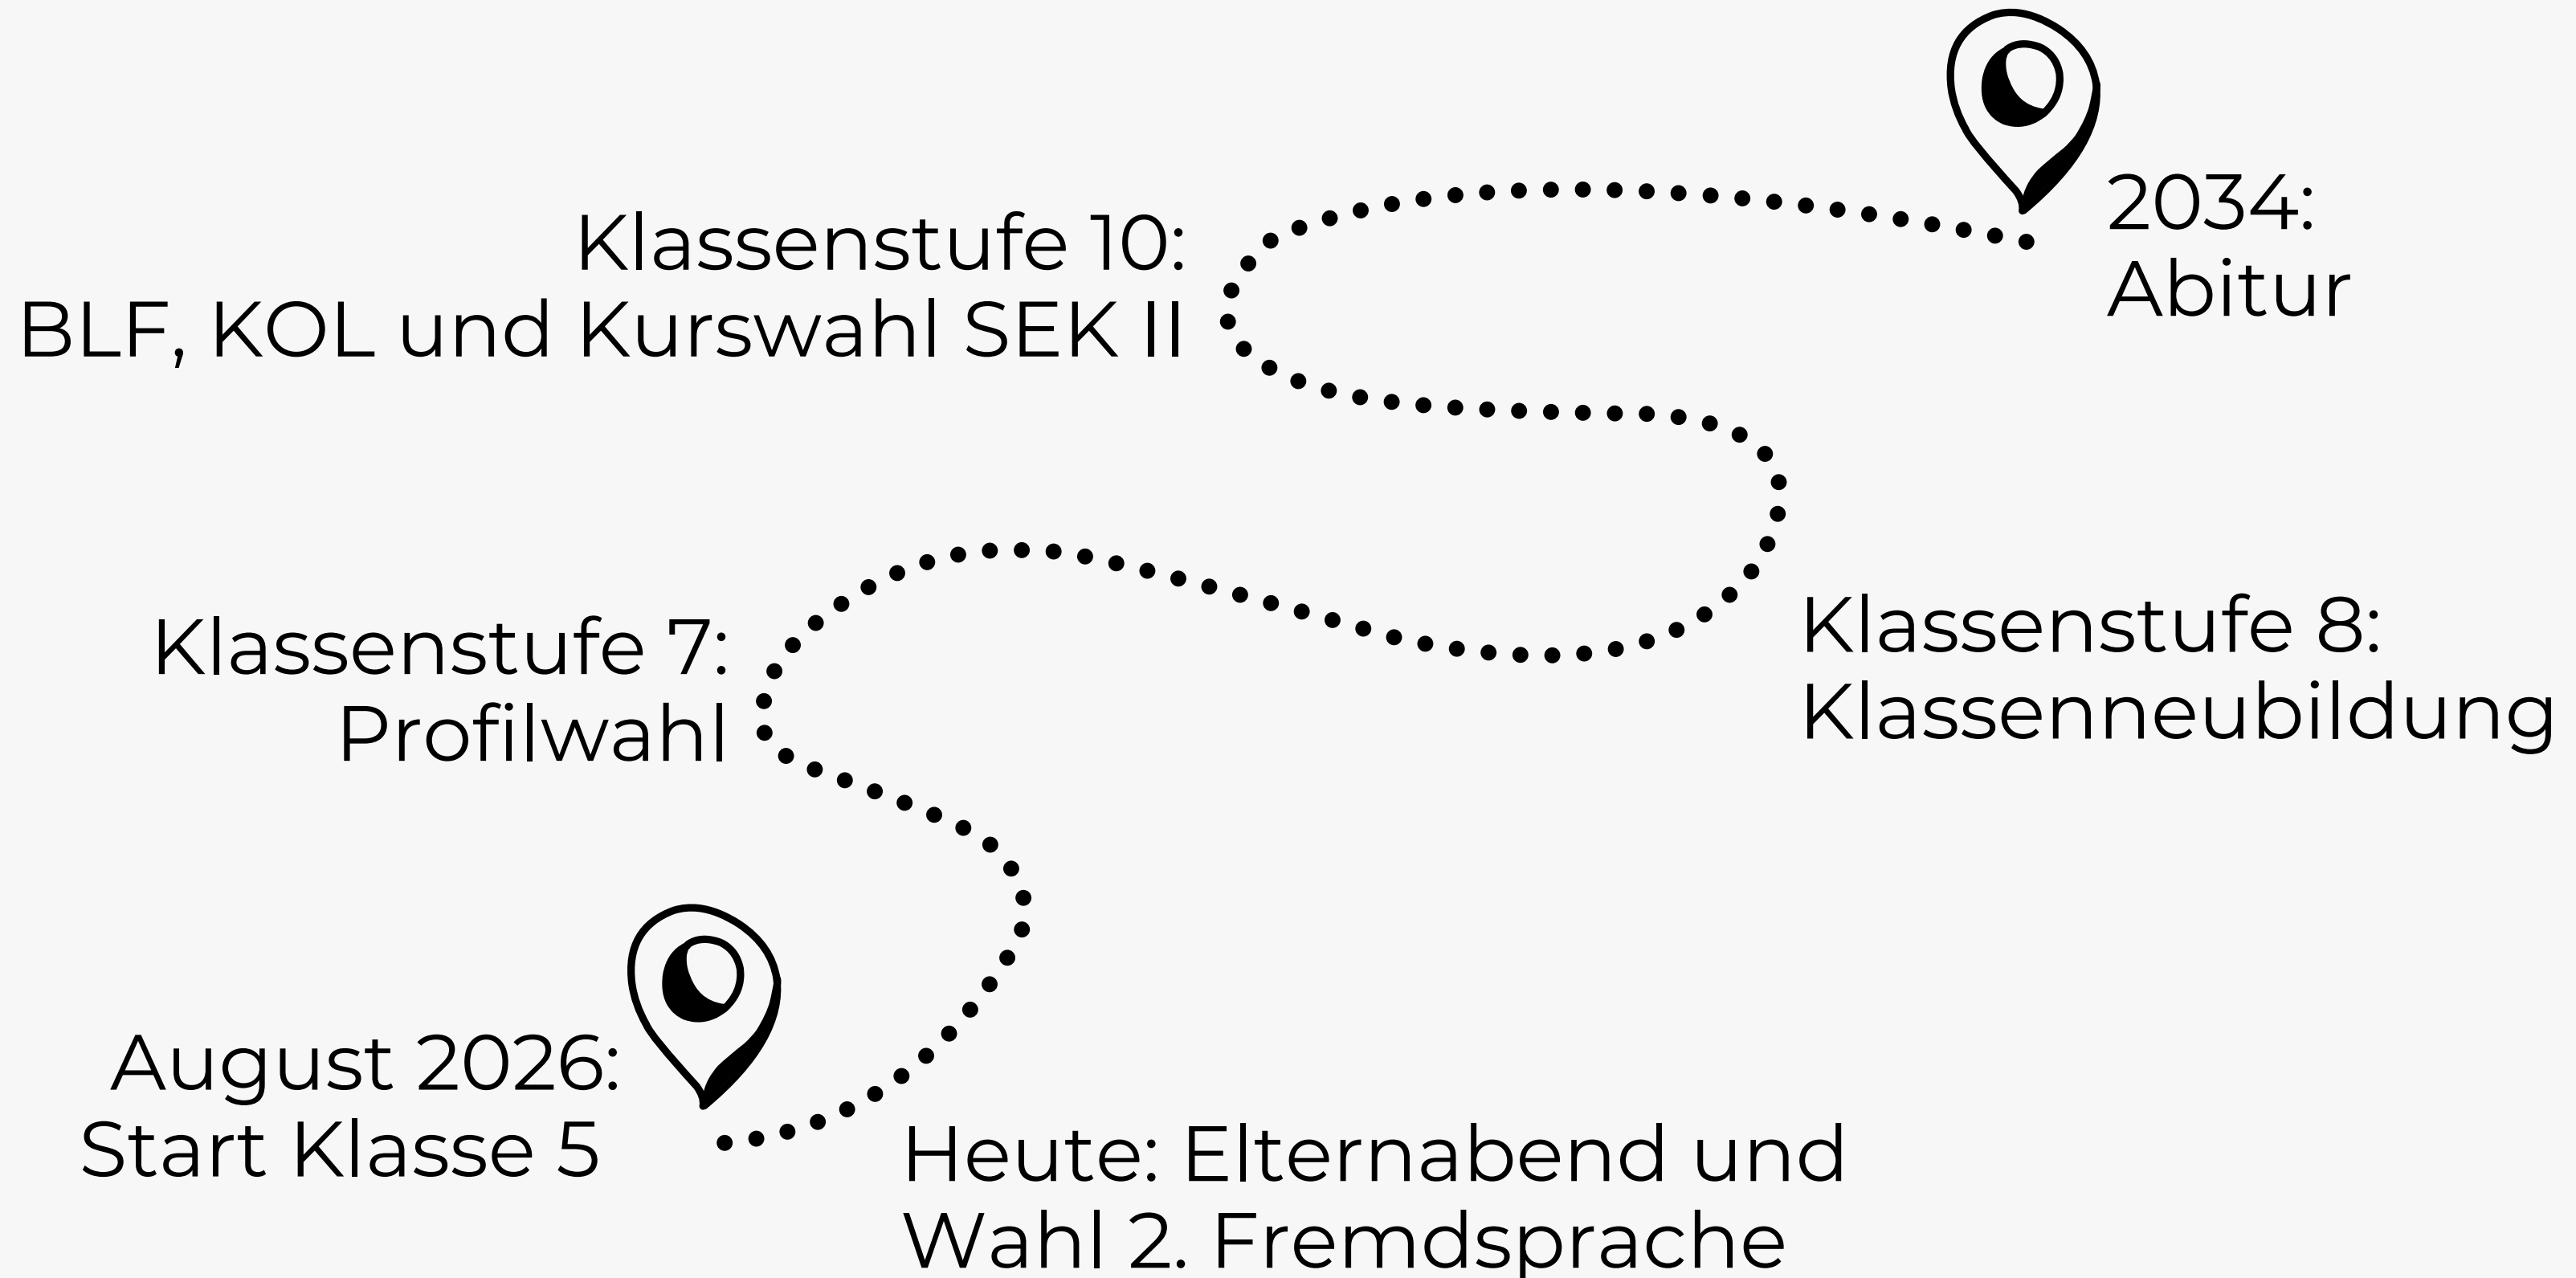 2034:
Abitur
Klassenstufe 10:
BLF, KOL und Kurswahl SEK II
Klassenstufe 8:
Klassenneubildung
Klassenstufe 7:
Profilwahl
August 2026:
Start Klasse 5
Heute: Elternabend und
Wahl 2. Fremdsprache